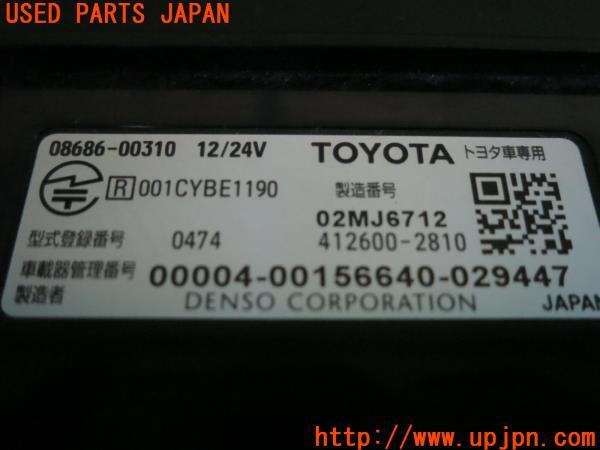 USED PARTS JAPAN
08686-00310 12/24V TOYOTA トヨタ車専用
R 001CYBE1190 製造番号
02MJ6712
型式登録番号 0474 412600-2810
車載器管理番号 00004-00156640-029447
製造者 DENSO CORPORATION JAPAN
UPJ
http://www.upjpn.com